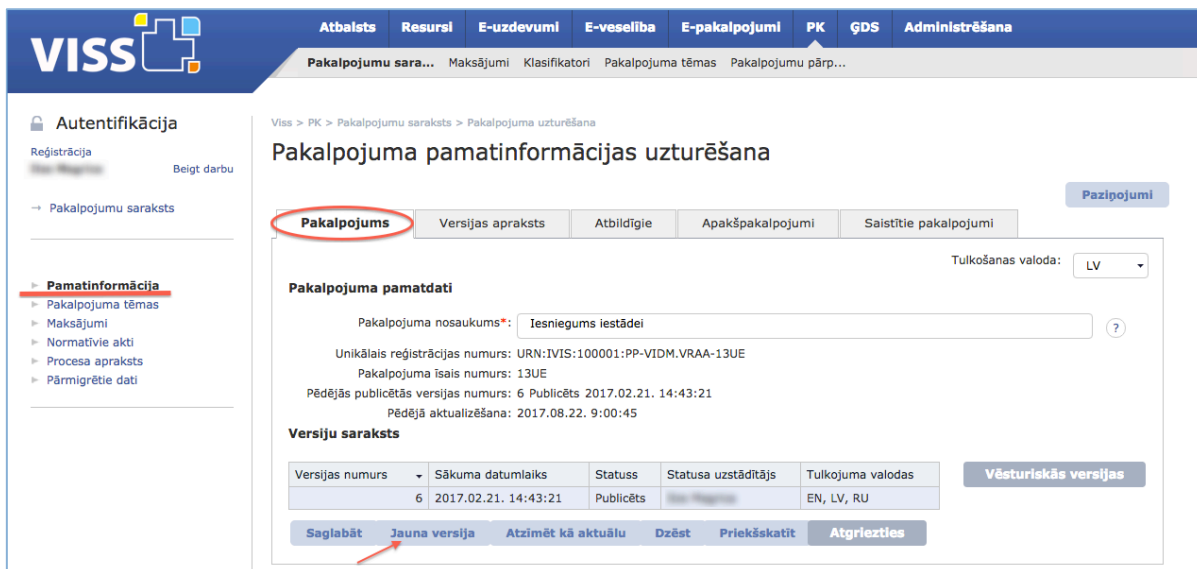 VISS
Atbalsts Resursi E-uzdevumi E-veselība E-pakalpojumi PK ĢDS Administrēšana
Pakalpojumu sara... Maksājumi Klasifikatori Pakalpojuma tēmas Pakalpojumu pārp...
Autentifikācija
Reģistrācija
Beigt darbu
→ Pakalpojumu saraksts
Pamatinformācija
Pakalpojuma tēmas
Maksājumi
Normatīvie akti
Procesa apraksts
Pārmigrētie dati
Viss > PK > Pakalpojumu saraksts > Pakalpojuma uzturēšana
Pakalpojuma pamatinformācijas uzturēšana
Paziņojumi
Pakalpojums Versijas apraksts Atbildīgie Apakšpakalpojumi Saistītie pakalpojumi
Tulkošanas valoda: LV
Pakalpojuma pamatdati
Pakalpojuma nosaukums*: Iesniegums iestādei ?
Unikālais reģistrācijas numurs: URN:IVIS:100001:PP-VIDM.VRAA-13UE
Pakalpojuma īsais numurs: 13UE
Pēdējās publicētās versijas numurs: 6 Publicēts 2017.02.21. 14:43:21
Pēdējā aktualizēšana: 2017.08.22. 9:00:45
Versiju saraksts
Versijas numurs Sākuma datumlaiks Statuss Statusa uzstādītājs Tulkojuma valodas
6 2017.02.21. 14:43:21 Publicēts EN, LV, RU
Vēsturiskās versijas
Saglabāt Jauna versija Atzīmēt kā aktuālu Dzēst Priekšskatīt Atgriezties